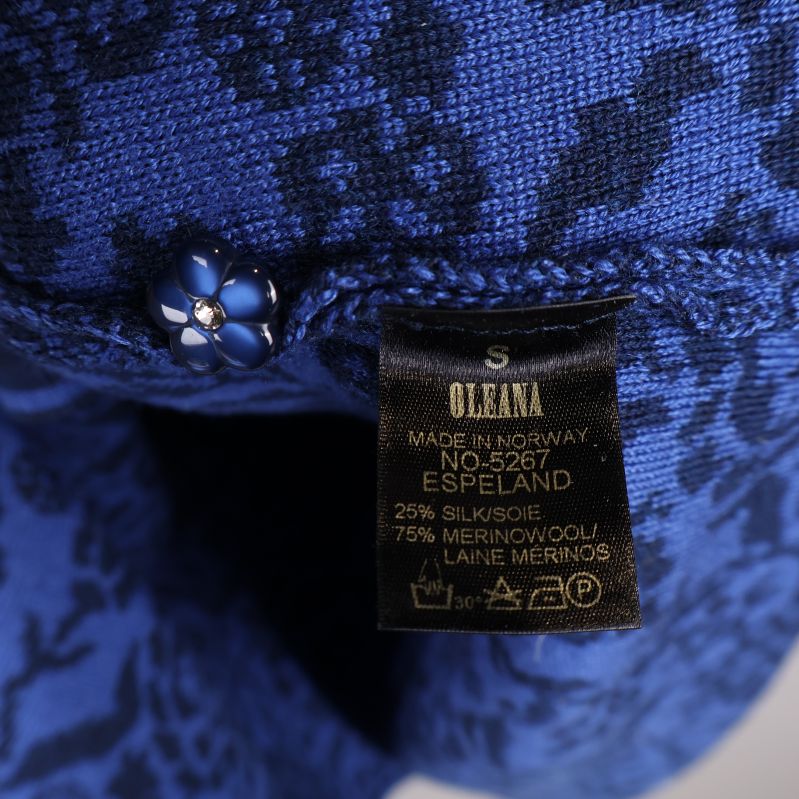 S
OLEANA
MADE IN NORWAY
NO-5267
ESPELAND
25% SILK/SOIE
75% MERINOWOOL/
LAINE MÉRINOS
30° P